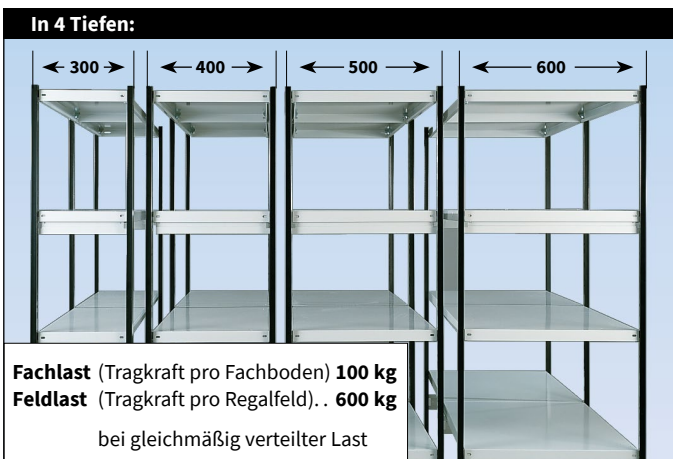 In 4 Tiefen:
300 400 500 600
Fachlast (Tragkraft pro Fachboden) 100 kg
Feldlast (Tragkraft pro Regalfeld). . 600 kg
bei gleichmäßig verteilter Last